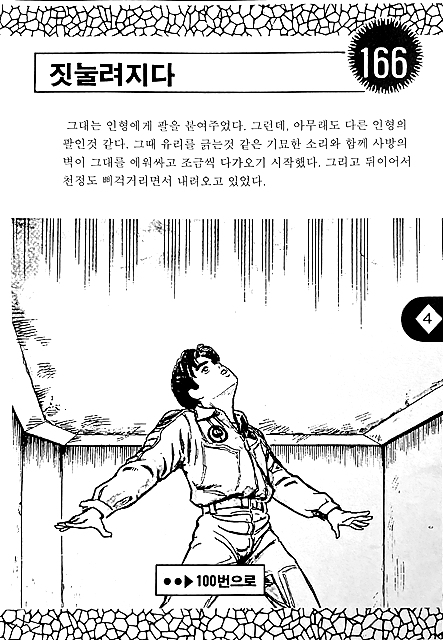 166
짓눌려지다
그대는 인형에게 팔을 붙여주었다. 그런데, 아무래도 다른 인형의
팔인것 같다. 그때 유리를 긁는것 같은 기묘한 소리와 함께 사방의
벽이 그대를 에워싸고 조금씩 다가오기 시작했다. 그리고 뒤이어서
천정도 삐걱거리면서 내려오고 있었다.
4
●●▶100번으로